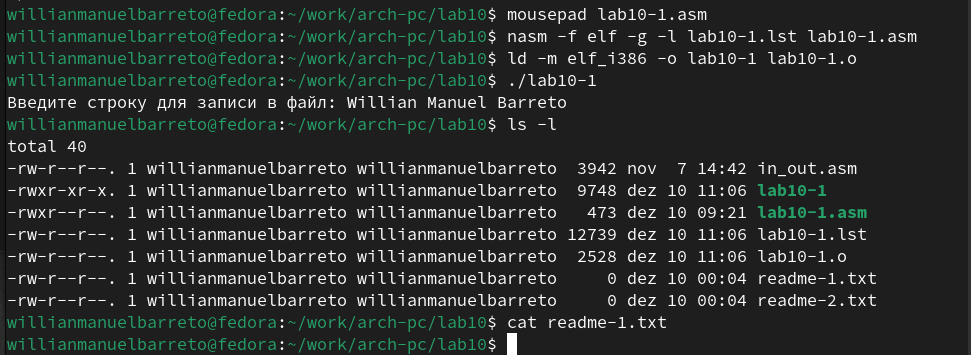 willianmanuelbarreto@fedora:~/work/arch-pc/lab10$ mousepad lab10-1.asm
willianmanuelbarreto@fedora:~/work/arch-pc/lab10$ nasm -f elf -g -l lab10-1.lst lab10-1.asm
willianmanuelbarreto@fedora:~/work/arch-pc/lab10$ ld -m elf_i386 -o lab10-1 lab10-1.o
willianmanuelbarreto@fedora:~/work/arch-pc/lab10$ ./lab10-1
Введите строку для записи в файл: Willian Manuel Barreto
willianmanuelbarreto@fedora:~/work/arch-pc/lab10$ ls -l
total 40
-rw-r--r--. 1 willianmanuelbarreto willianmanuelbarreto  3942 nov  7 14:42 in_out.asm
-rwxr-xr-x. 1 willianmanuelbarreto willianmanuelbarreto  9748 dez 10 11:06 lab10-1
-rwxr--r--. 1 willianmanuelbarreto willianmanuelbarreto   473 dez 10 09:21 lab10-1.asm
-rw-r--r--. 1 willianmanuelbarreto willianmanuelbarreto 12739 dez 10 11:06 lab10-1.lst
-rw-r--r--. 1 willianmanuelbarreto willianmanuelbarreto  2528 dez 10 11:06 lab10-1.o
-rw-r--r--. 1 willianmanuelbarreto willianmanuelbarreto     0 dez 10 00:04 readme-1.txt
-rw-r--r--. 1 willianmanuelbarreto willianmanuelbarreto     0 dez 10 00:04 readme-2.txt
willianmanuelbarreto@fedora:~/work/arch-pc/lab10$ cat readme-1.txt
willianmanuelbarreto@fedora:~/work/arch-pc/lab10$